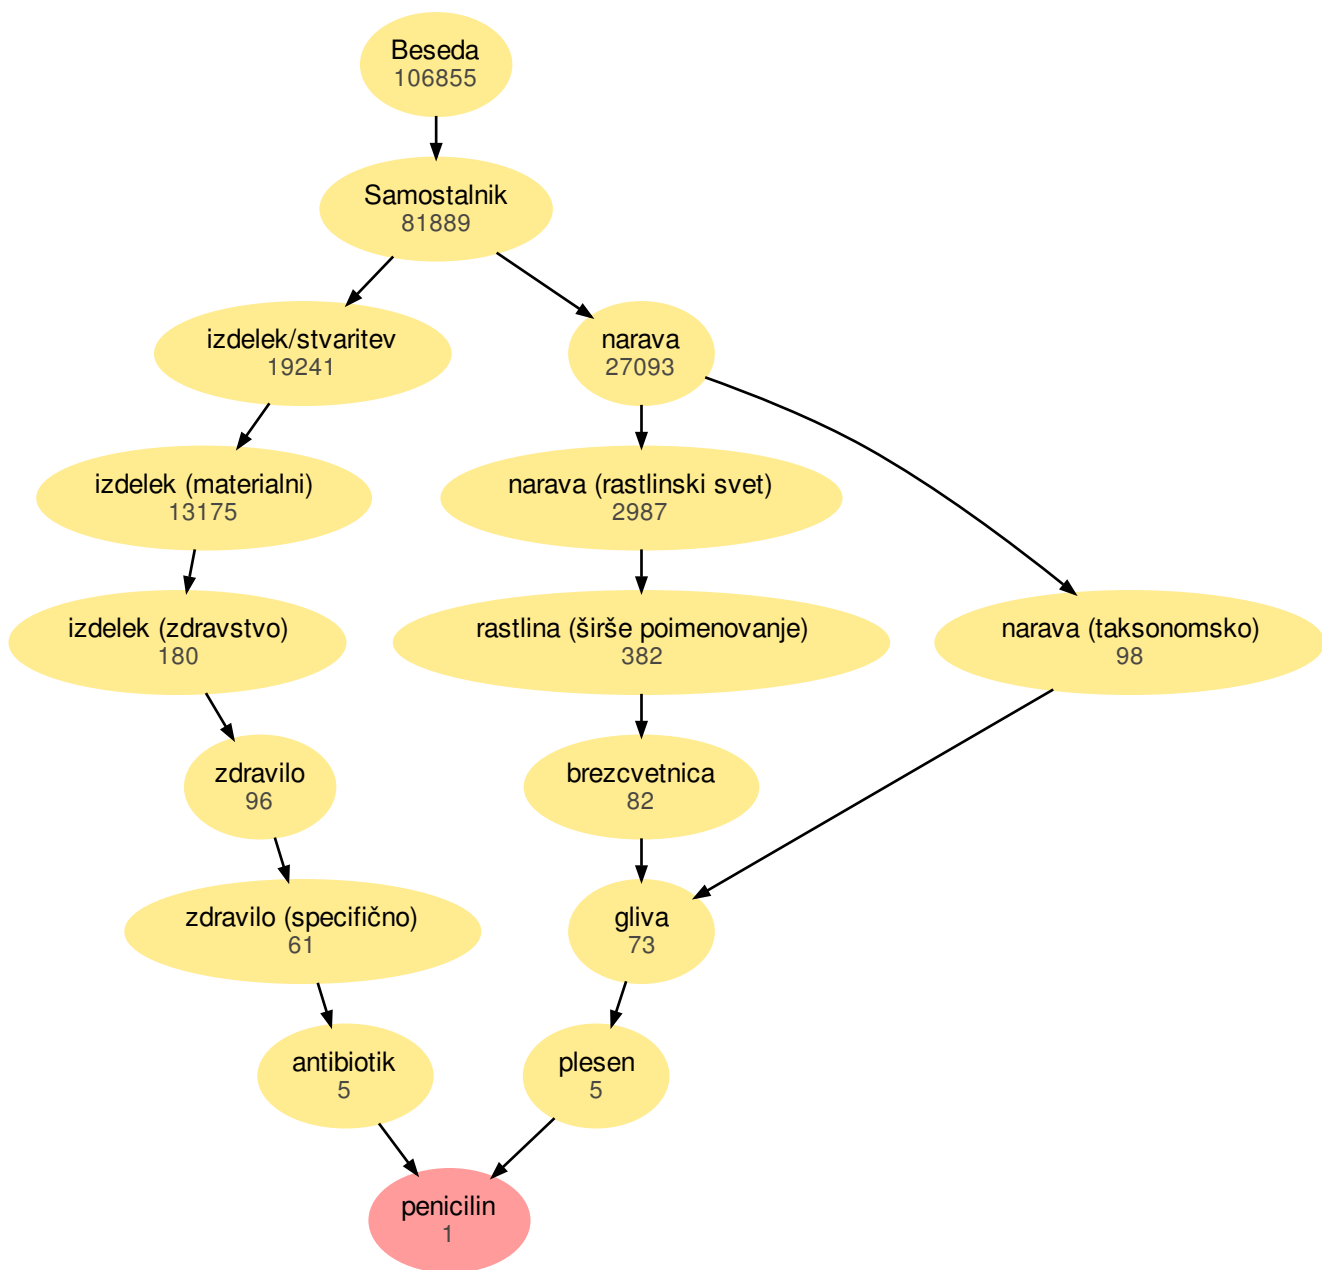 Beseda
106855
Samostalnik
81889
izdelek/stvaritev
19241
narava
27093
izdelek (materialni)
13175
narava (rastlinski svet)
2987
izdelek (zdravstvo)
180
rastlina (širše poimenovanje)
382
narava (taksonomsko)
98
zdravilo
96
brezcvetnica
82
zdravilo (specifično)
61
gliva
73
antibiotik
5
plesen
5
penicilin
1